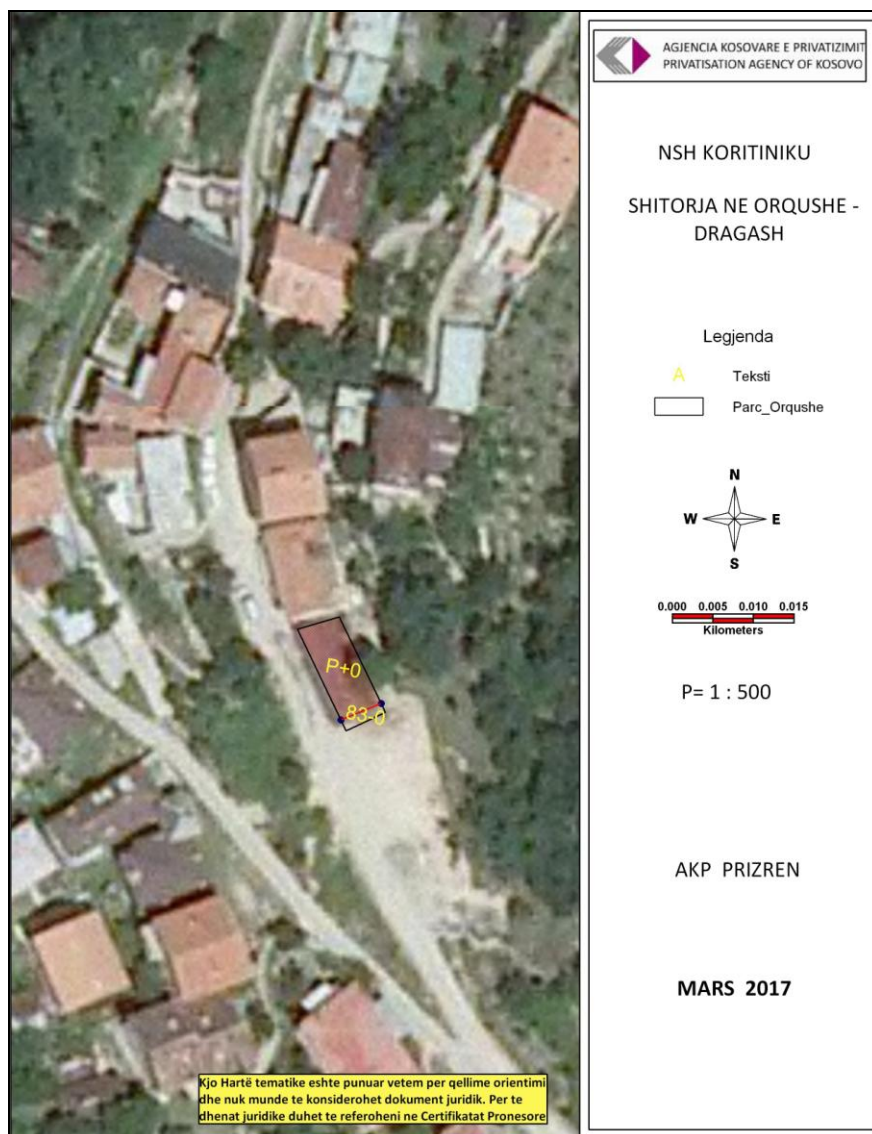 AGJENCIA KOSOVARE E PRIVATIZIMIT
PRIVATISATION AGENCY OF KOSOVO
NSH KORITINIKU
SHITORJA NE ORQUSHE -
DRAGASH
Legjenda
A Teksti
Parc_Orqushe
N
W E
S
0.000 0.005 0.010 0.015
Kilometers
P= 1 : 500
AKP PRIZREN
MARS 2017
P+0
83-0
Kjo Hartë tematike eshte punuar vetem per qellime orientimi
dhe nuk munde te konsiderohet dokument juridik. Per te
dhenat juridike duhet te referoheni ne Certifikatat Pronesore